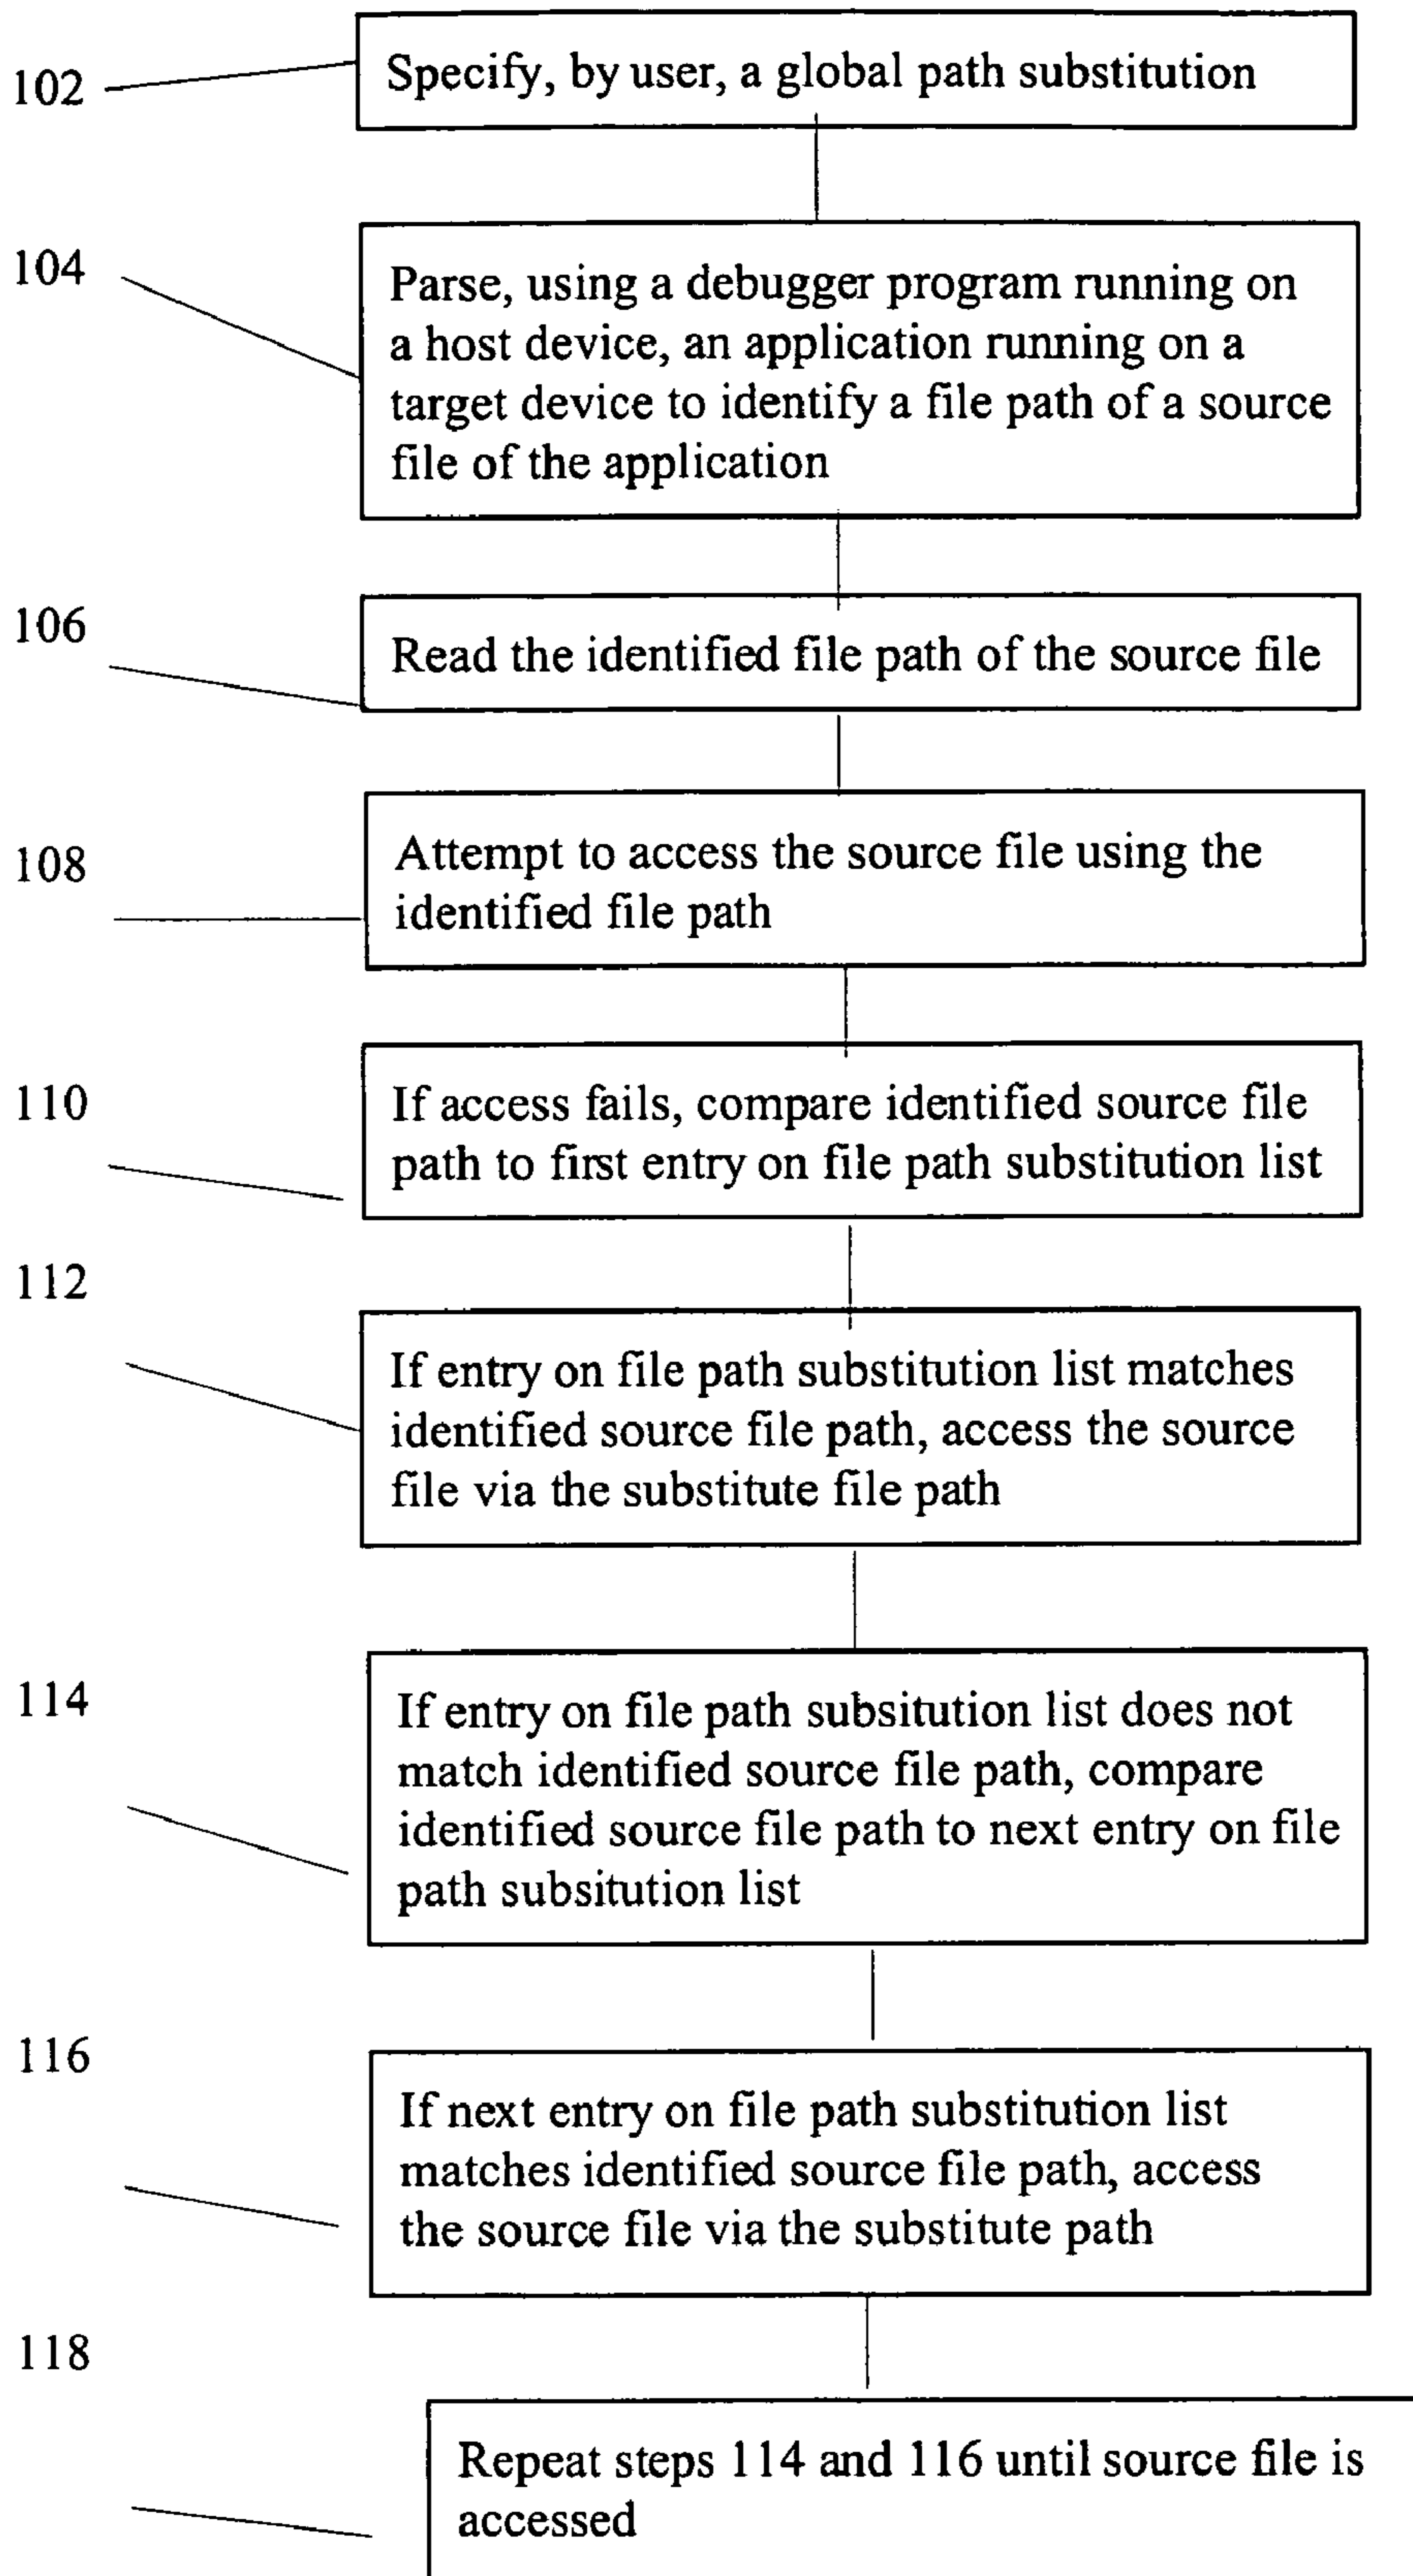 102
Specify, by user, a global path substitution
104
Parse, using a debugger program running on
a host device, an application running on a
target device to identify a file path of a source
file of the application
106
Read the identified file path of the source file
108
Attempt to access the source file using the
identified file path
110
If access fails, compare identified source file
path to first entry on file path substitution list
112
If entry on file path substitution list matches
identified source file path, access the source
file via the substitute file path
114
If entry on file path subsitution list does not
match identified source file path, compare
identified source file path to next entry on file
path subsitution list
116
If next entry on file path substitution list
matches identified source file path, access
the source file via the substitute path
118
Repeat steps 114 and 116 until source file is
accessed